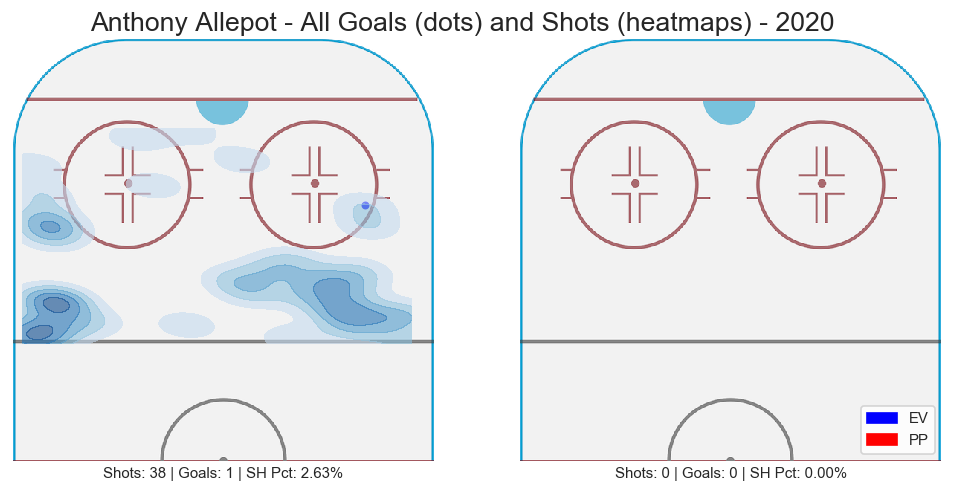 Anthony Allepot - All Goals (dots) and Shots (heatmaps) - 2020
EV
PP
Shots: 38 | Goals: 1 | SH Pct: 2.63%
Shots: 0 | Goals: 0 | SH Pct: 0.00%